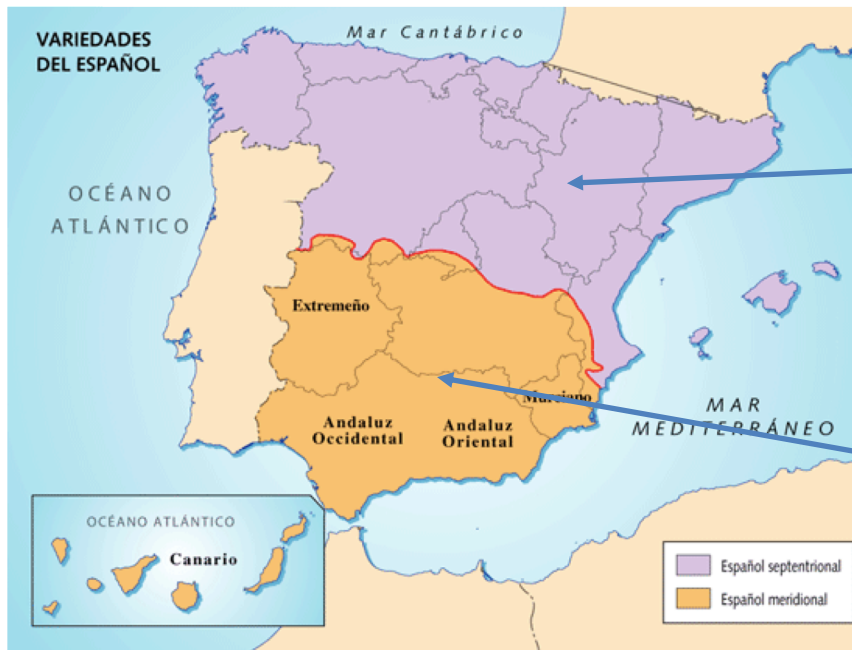 VARIEDADES
DEL ESPAÑOL
Mar Cantábrico
OCÉANO
ATLÁNTICO
Extremeño
Murciano
Andaluz
Occidental
Andaluz
Oriental
MAR
MEDITERRÁNEO
OCÉANO ATLÁNTICO
Canario
Español septentrional
Español meridional